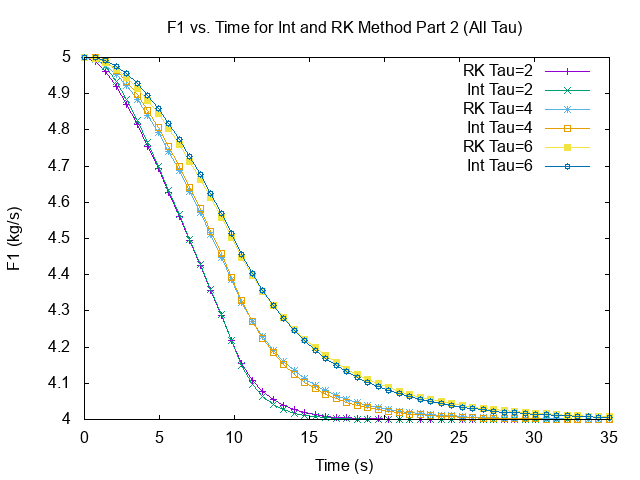 F1 vs. Time for Int and RK Method Part 2 (All Tau)
RK Tau=2
Int Tau=2
RK Tau=4
Int Tau=4
RK Tau=6
Int Tau=6
F1 (kg/s)
5
4.9
4.8
4.7
4.6
4.5
4.4
4.3
4.2
4.1
4
0 5 10 15 20 25 30 35
Time (s)